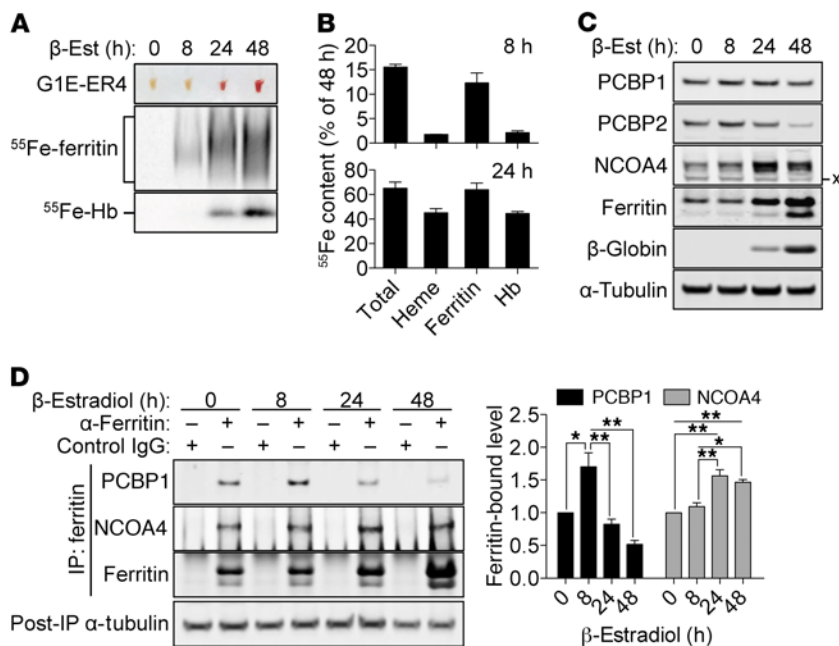 A
β-Est (h): 0 8 24 48
G1E-ER4
⁵⁵Fe-ferritin
⁵⁵Fe-Hb
B
⁵⁵Fe content (% of 48 h)
20
15
10
5
0
8 h
80
60
40
20
0
24 h
Total Heme Ferritin Hb
C
β-Est (h): 0 8 24 48
PCBP1
PCBP2
NCOA4
x
Ferritin
β-Globin
α-Tubulin
D
β-Estradiol (h): 0 8 24 48
α-Ferritin: – + – + – + – +
Control IgG: + – + – + – + –
IP: ferritin
PCBP1
NCOA4
Ferritin
Post-IP α-tubulin
PCBP1 NCOA4
Ferritin-bound level
2.5
2.0
1.5
1.0
0.5
0.0
* ** **
** ** * **
0 8 24 48 0 8 24 48
β-Estradiol (h)